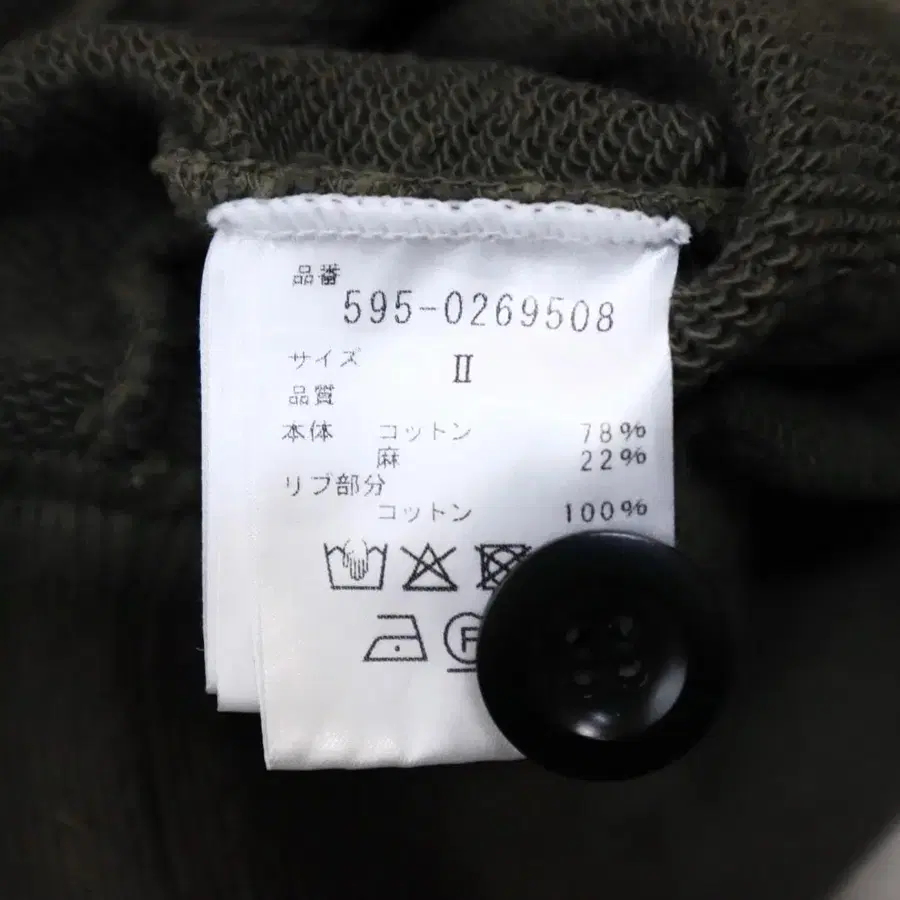 品番
595-0269508
サイズ II
品質
本体 コットン 78%
麻 22%
リブ部分
コットン 100%
F